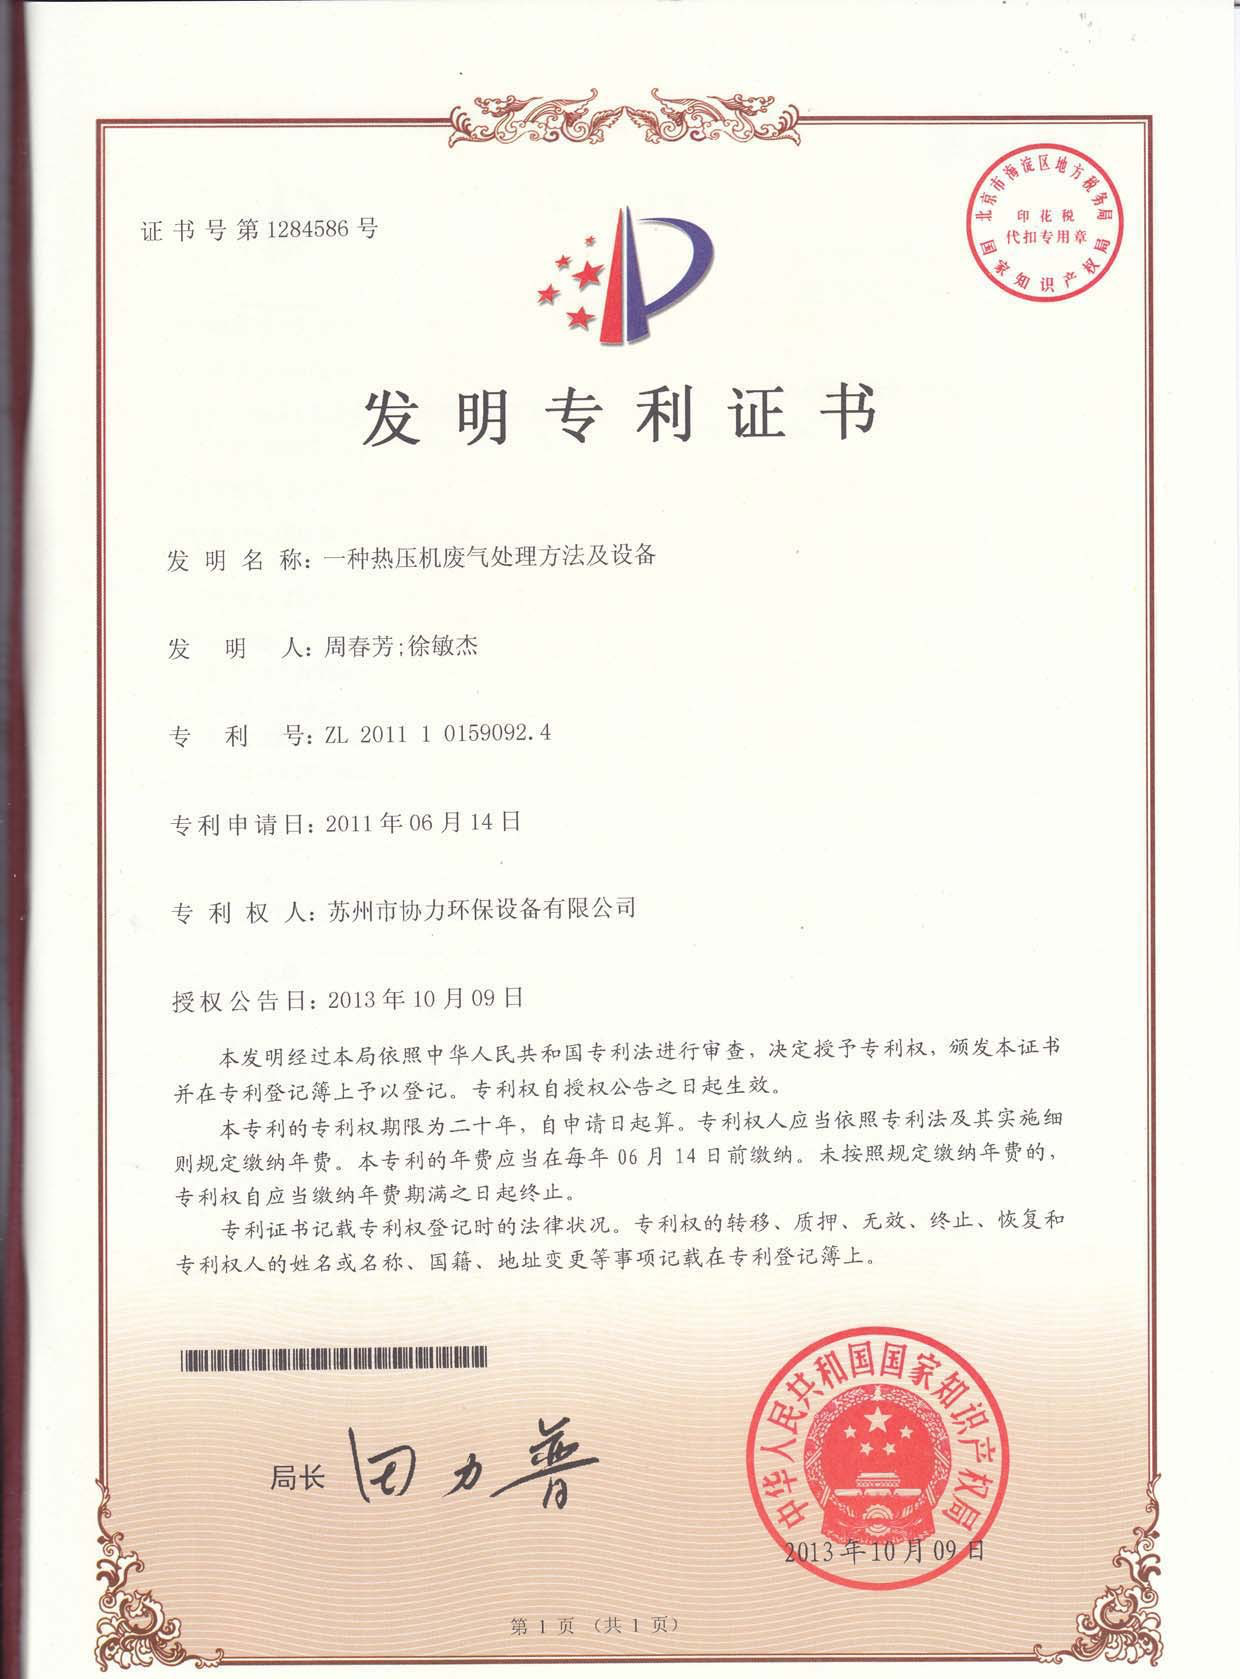 证书号第1284586号
北京市海淀区地方税务局
印花税
代扣专用章
国家知识产权局
发明专利证书
发明名称：一种热压机废气处理方法及设备
发明人：周春芳;徐敏杰
专利号：ZL 2011 1 0159092.4
专利申请日：2011年06月14日
专利权人：苏州市协力环保设备有限公司
授权公告日：2013年10月09日
本发明经过本局依照中华人民共和国专利法进行审查，决定授予专利权，颁发本证书
并在专利登记簿上予以登记。专利权自授权公告之日起生效。
本专利的专利权期限为二十年，自申请日起算。专利权人应当依照专利法及其实施细
则规定缴纳年费。本专利的年费应当在每年06月14日前缴纳。未按照规定缴纳年费的，
专利权自应当缴纳年费期满之日起终止。
专利证书记载专利权登记时的法律状况。专利权的转移、质押、无效、终止、恢复和
专利权人的姓名或名称、国籍、地址变更等事项记载在专利登记簿上。
局长 田力普
中华人民共和国国家知识产权局
2013年10月09日
第1页（共1页）